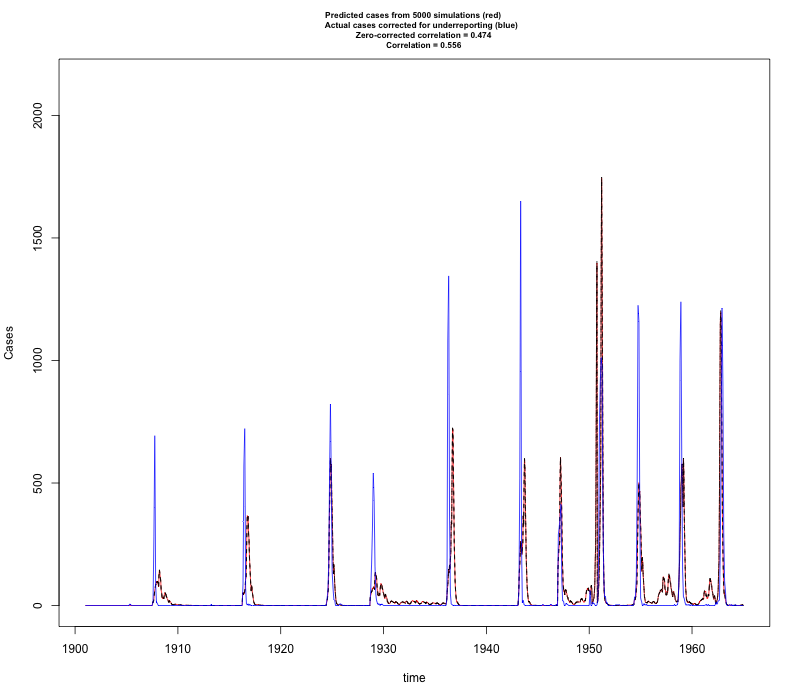 Predicted cases from 5000 simulations (red)
Actual cases corrected for underreporting (blue)
Zero-corrected correlation = 0.474
Correlation = 0.556
Cases
2000
1500
1000
500
0
1900 1910 1920 1930 1940 1950 1960
time